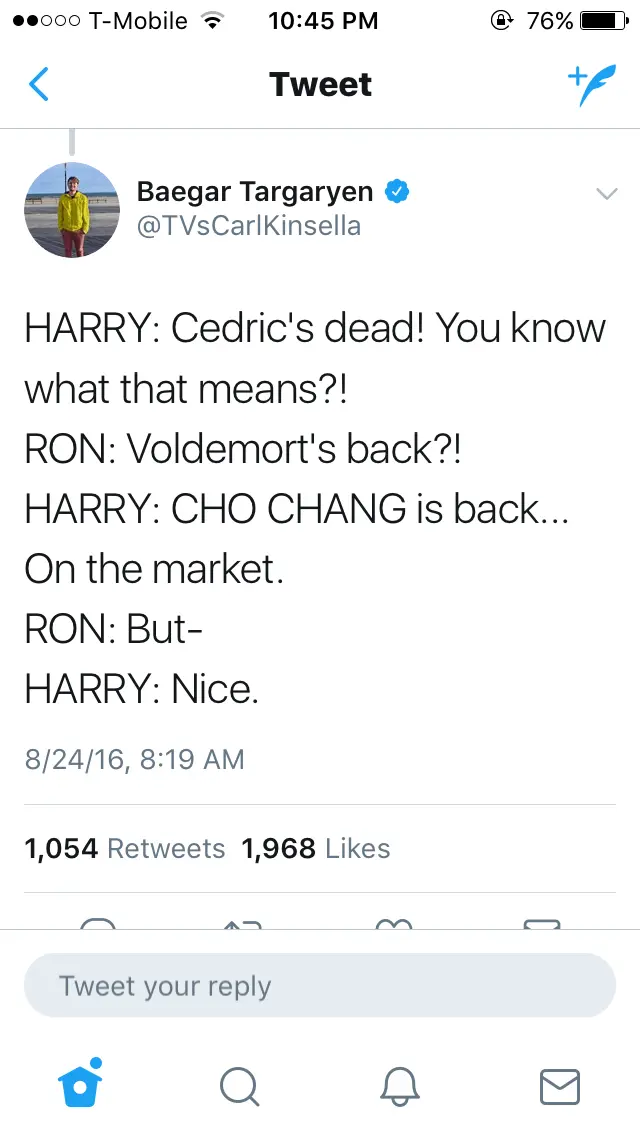 T-Mobile 10:45 PM 76%
Tweet
Baegar Targaryen
@TVsCarlKinsella
HARRY: Cedric's dead! You know
what that means?!
RON: Voldemort's back?!
HARRY: CHO CHANG is back...
On the market.
RON: But-
HARRY: Nice.
8/24/16, 8:19 AM
1,054 Retweets 1,968 Likes
Tweet your reply